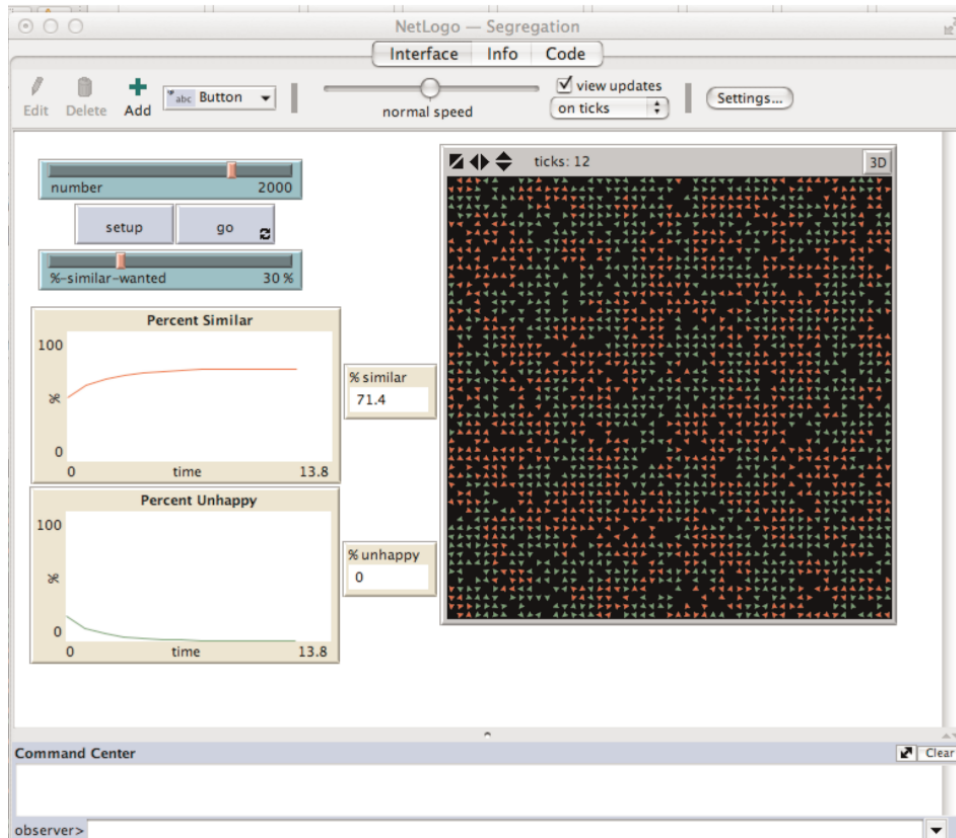 NetLogo — Segregation
Interface Info Code
Edit Delete Add abc Button normal speed view updates on ticks Settings...
ticks: 12 3D
number 2000
setup go
%-similar-wanted 30 %
Percent Similar
100
%
0
0 time 13.8
% similar
71.4
Percent Unhappy
100
%
0
0 time 13.8
% unhappy
0
Command Center Clear
observer>